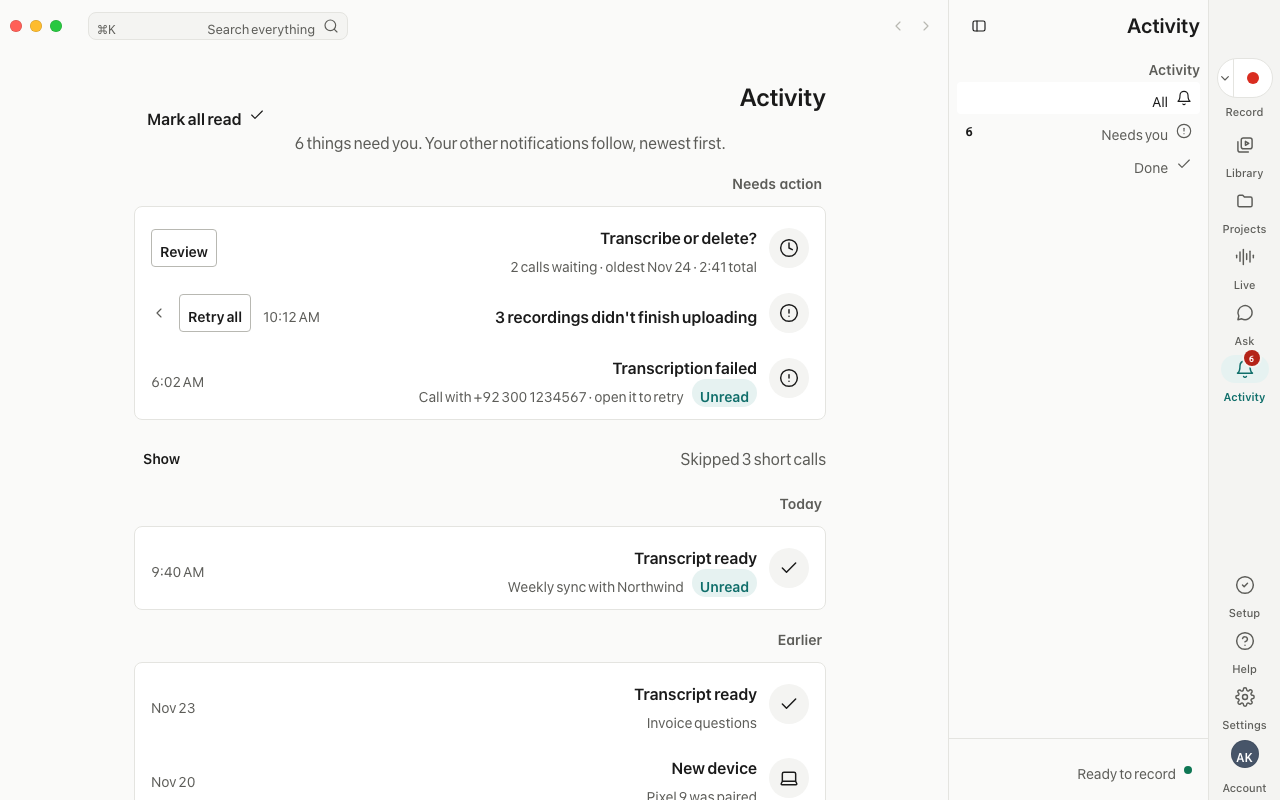 ⌘K
Search everything
Activity
Mark all read
6 things need you. Your other notifications follow, newest first.
Needs action
Transcribe or delete?
2 calls waiting · oldest Nov 24 · 2:41 total
Review
3 recordings didn't finish uploading
10:12 AM
Retry all
Transcription failed
Call with +92 300 1234567 · open it to retry
Unread
6:02 AM
Skipped 3 short calls
Show
Today
Transcript ready
Weekly sync with Northwind
Unread
9:40 AM
Earlier
Transcript ready
Invoice questions
Nov 23
New device
Pixel 9 was paired
Nov 20
Activity
Activity
All
Needs you
6
Done
Ready to record
Record
Library
Projects
Live
Ask
6
Activity
Setup
Help
Settings
AK
Account